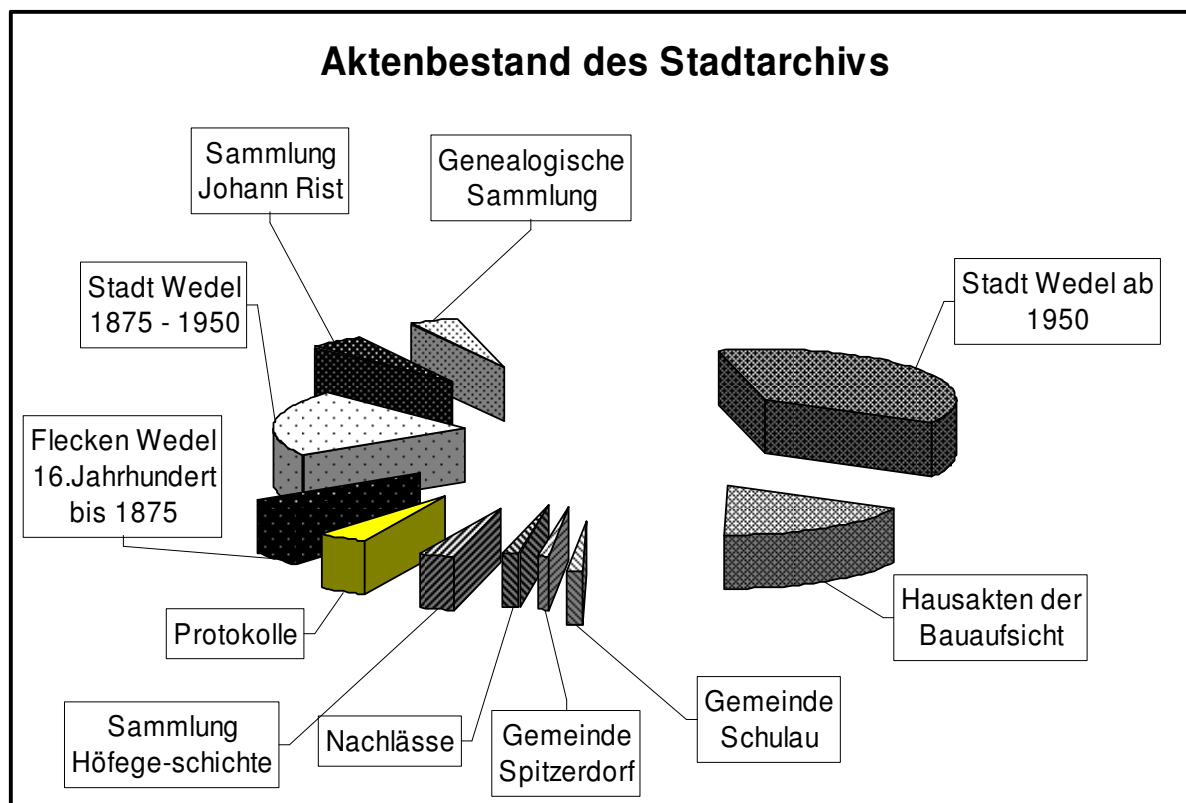 Aktenbestand des Stadtarchivs
Sammlung
Johann Rist
Genealogische
Sammlung
Stadt Wedel
1875 - 1950
Stadt Wedel ab
1950
Flecken Wedel
16.Jahrhundert
bis 1875
Protokolle
Hausakten der
Bauaufsicht
Sammlung
Höfege-schichte
Nachlässe
Gemeinde
Spitzerdorf
Gemeinde
Schulau